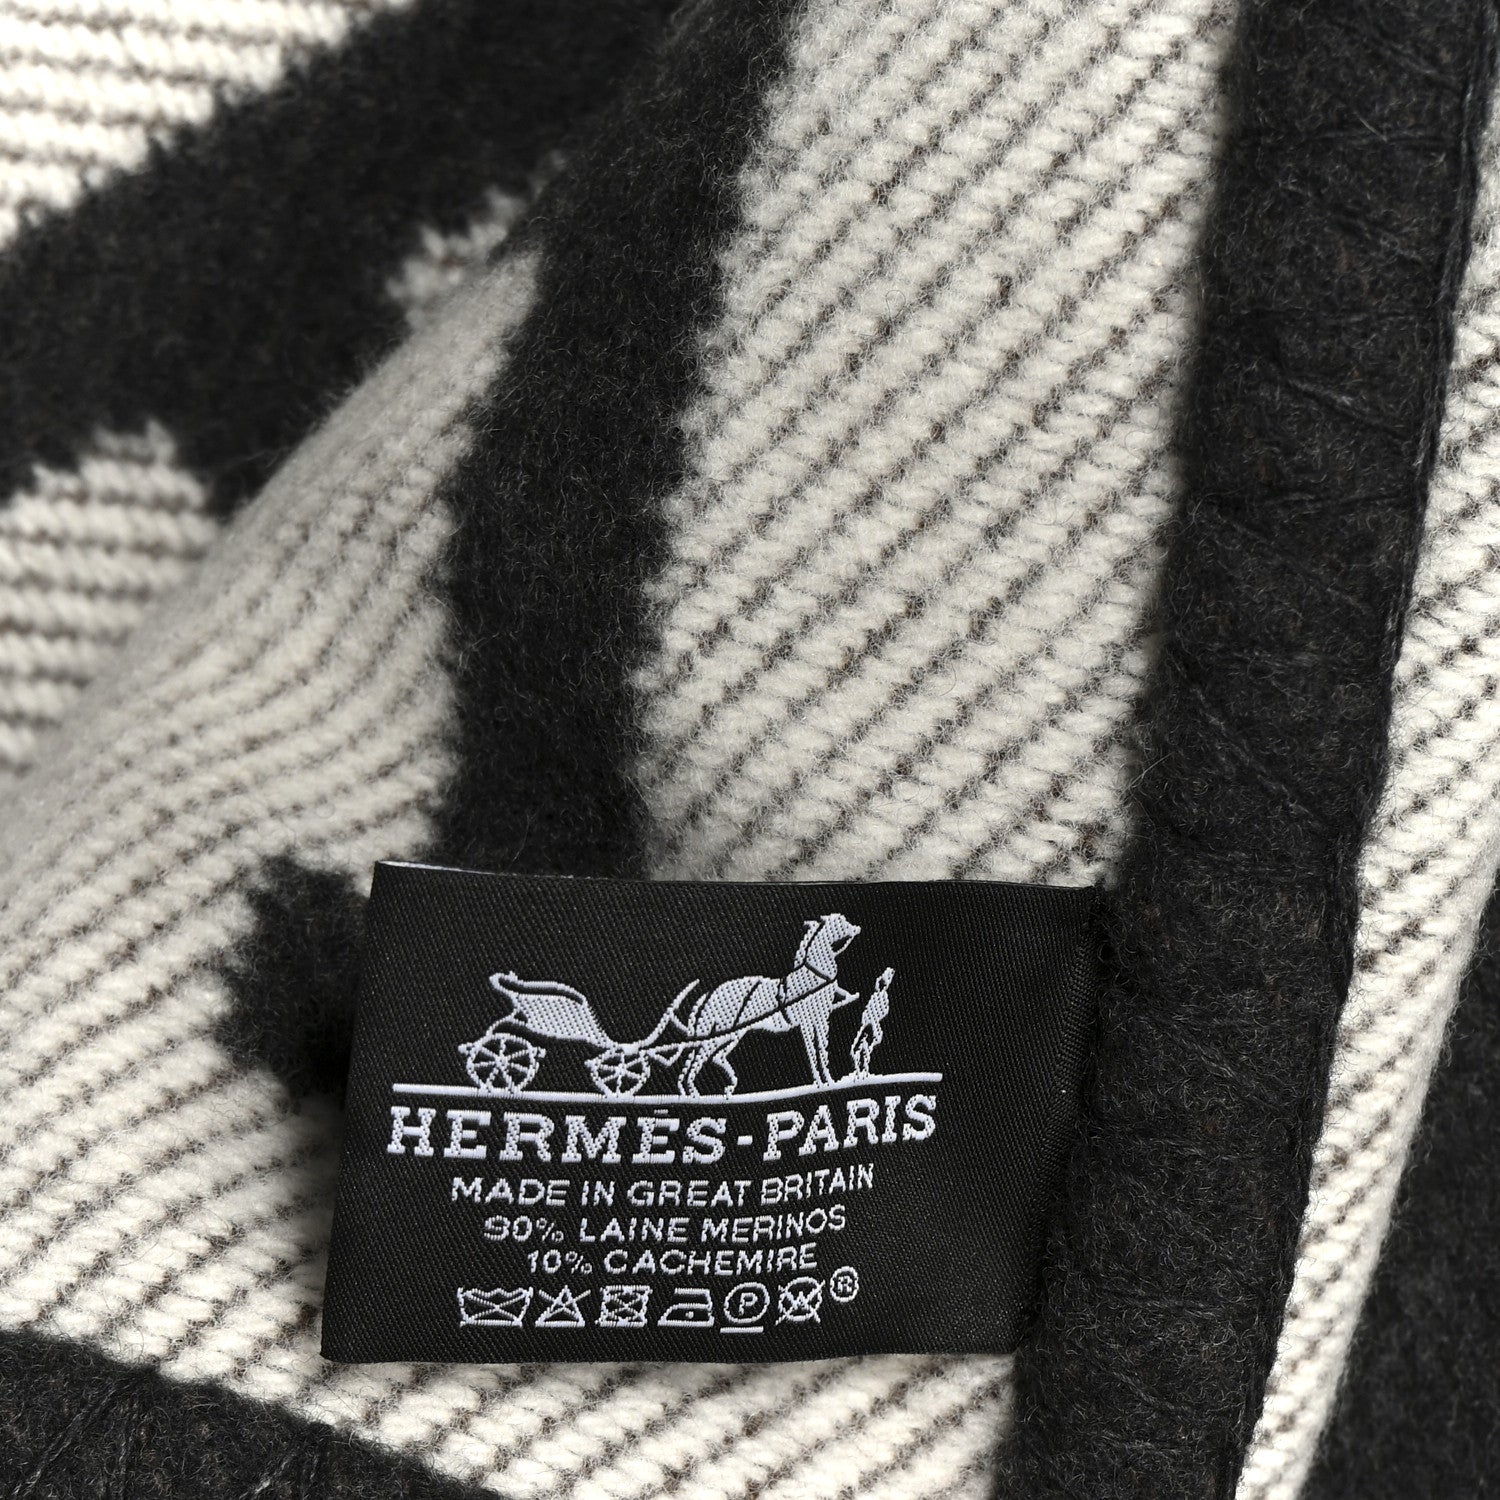 HERMÈS-PARIS
MADE IN GREAT BRITAIN
90% LAINE MERINOS
10% CACHEMIRE
P W ®